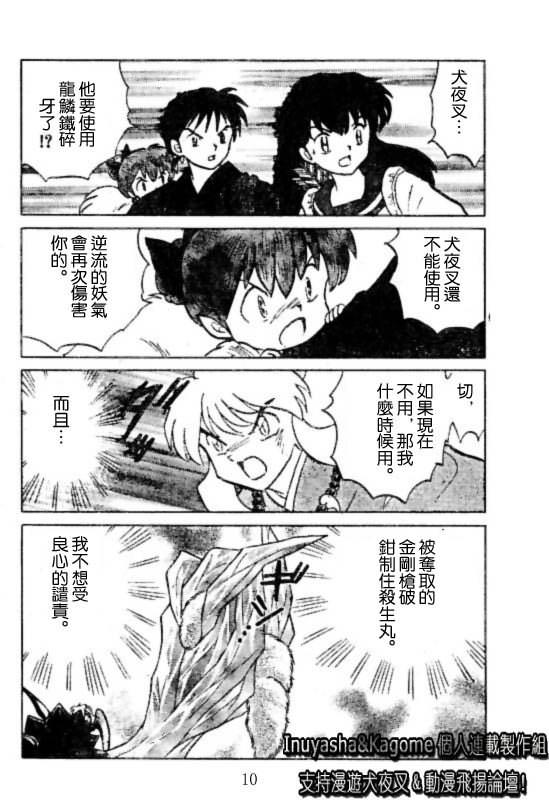 犬夜叉…
他要使用
龍鱗鐵碎
牙了!?
犬夜叉還
不能使用。
逆流的妖氣
會再次傷害
你的。
切,
如果現在
不用,那我
什麼時候用。
而且…
被奪取的
金剛槍破
鉗制住殺生丸。
我不想受
良心的譴責。
Inuyasha&Kagome 個人連載製作組
支持漫遊犬夜叉&動漫飛揚論壇!
10